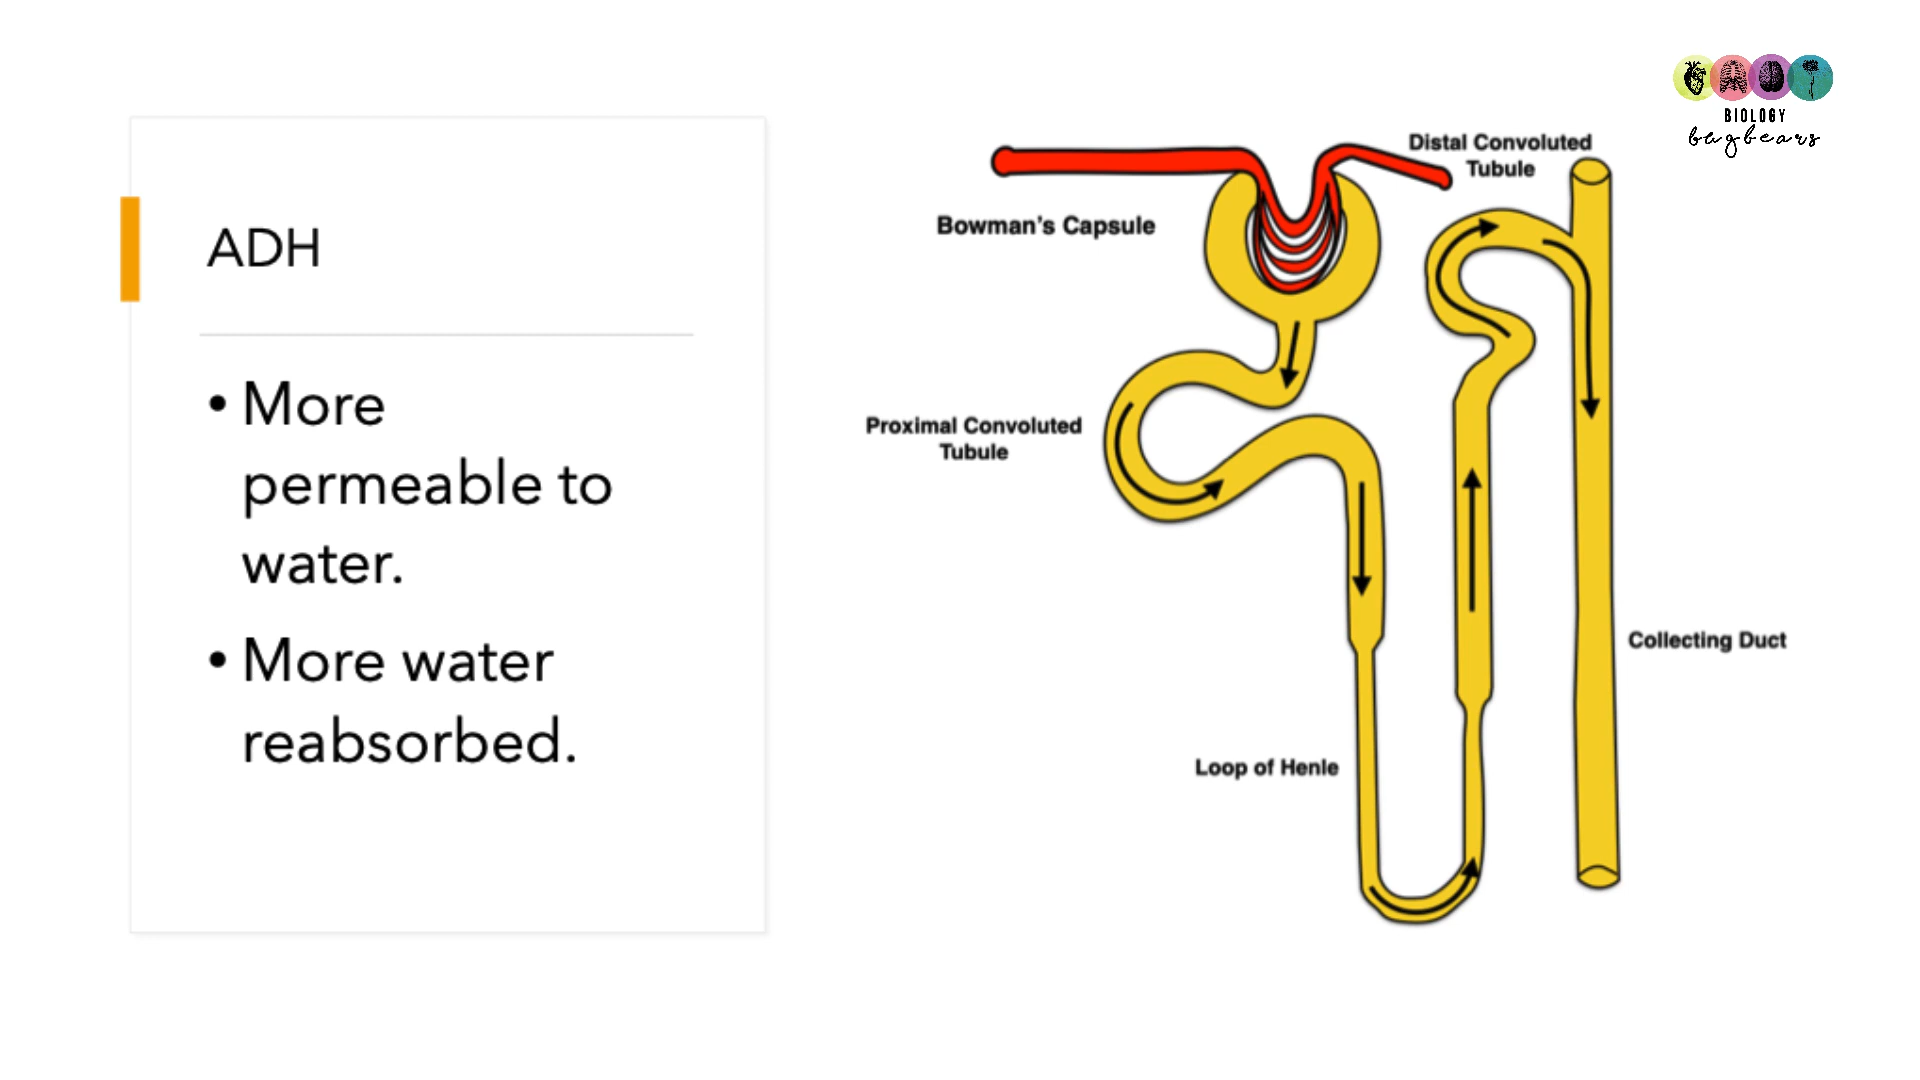 ADH
• More
permeable to
water.
• More water
reabsorbed.
BIOLOGY
bugbears
Distal Convoluted
Tubule
Bowman’s Capsule
Proximal Convoluted
Tubule
Collecting Duct
Loop of Henle